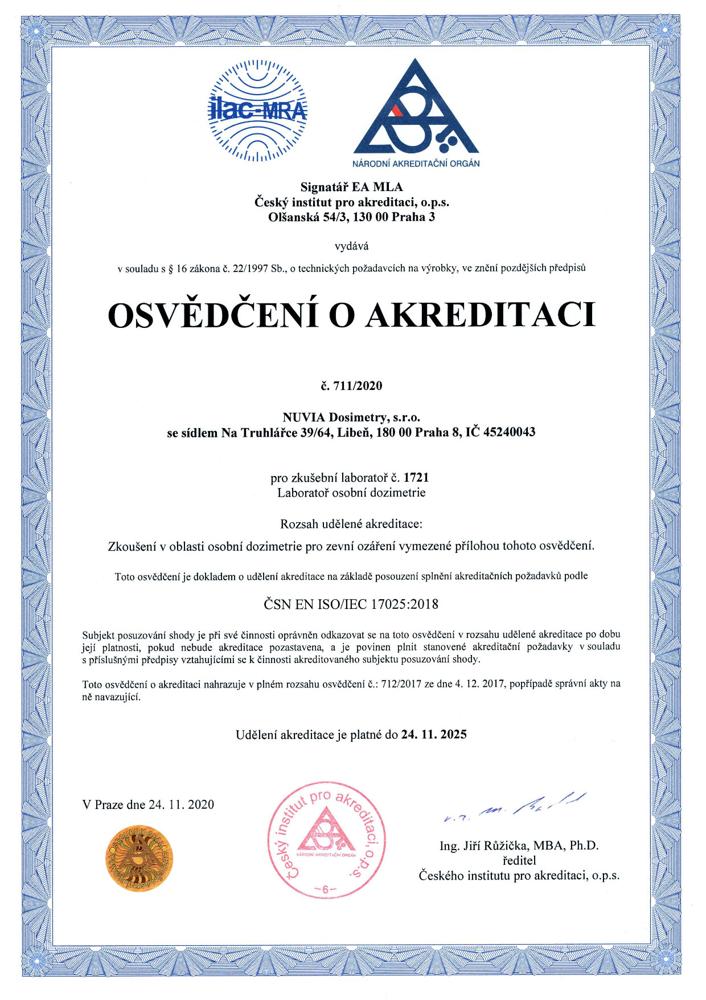 ilac-MRA
NÁRODNÍ AKREDITAČNÍ ORGÁN
Signatář EA MLA
Český institut pro akreditaci, o.p.s.
Olšanská 54/3, 130 00 Praha 3
vydává
v souladu s § 16 zákona č. 22/1997 Sb., o technických požadavcích na výrobky, ve znění pozdějších předpisů
OSVĚDČENÍ O AKREDITACI
č. 711/2020
NUVIA Dosimetry, s.r.o.
se sídlem Na Truhlářce 39/64, Libeň, 180 00 Praha 8, IČ 45240043
pro zkušební laboratoř č. 1721
Laboratoř osobní dozimetrie
Rozsah udělené akreditace:
Zkoušení v oblasti osobní dozimetrie pro zevní ozáření vymezené přílohou tohoto osvědčení.
Toto osvědčení je dokladem o udělení akreditace na základě posouzení splnění akreditačních požadavků podle
ČSN EN ISO/IEC 17025:2018
Subjekt posuzování shody je při své činnosti oprávněn odkazovat se na toto osvědčení v rozsahu udělené akreditace po dobu
její platnosti, pokud nebude akreditace pozastavena, a je povinen plnit stanovené akreditační požadavky v souladu
s příslušnými předpisy vztahujícími se k činnosti akreditovaného subjektu posuzování shody.
Toto osvědčení o akreditaci nahrazuje v plném rozsahu osvědčení č.: 712/2017 ze dne 4. 12. 2017, popřípadě správní akty na
ně navazující.
Udělení akreditace je platné do 24. 11. 2025
V Praze dne 24. 11. 2020
SECURITY SEAL BEZPEČNOSTNÍ PLOMBA
Český institut pro akreditaci, o.p.s.
NÁRODNÍ AKREDITAČNÍ ORGÁN
-6-
Ing. Jiří Růžička, MBA, Ph.D.
ředitel
Českého institutu pro akreditaci, o.p.s.